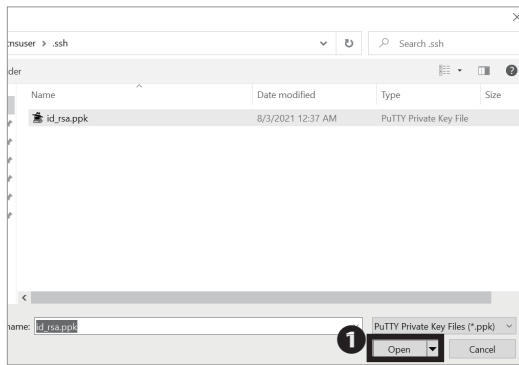 :nsuser > .ssh
Search .ssh
der
Name Date modified Type Size
id_rsa.ppk 8/3/2021 12:37 AM PuTTY Private Key File
name: id_rsa.ppk PuTTY Private Key Files (*.ppk)
1 Open Cancel